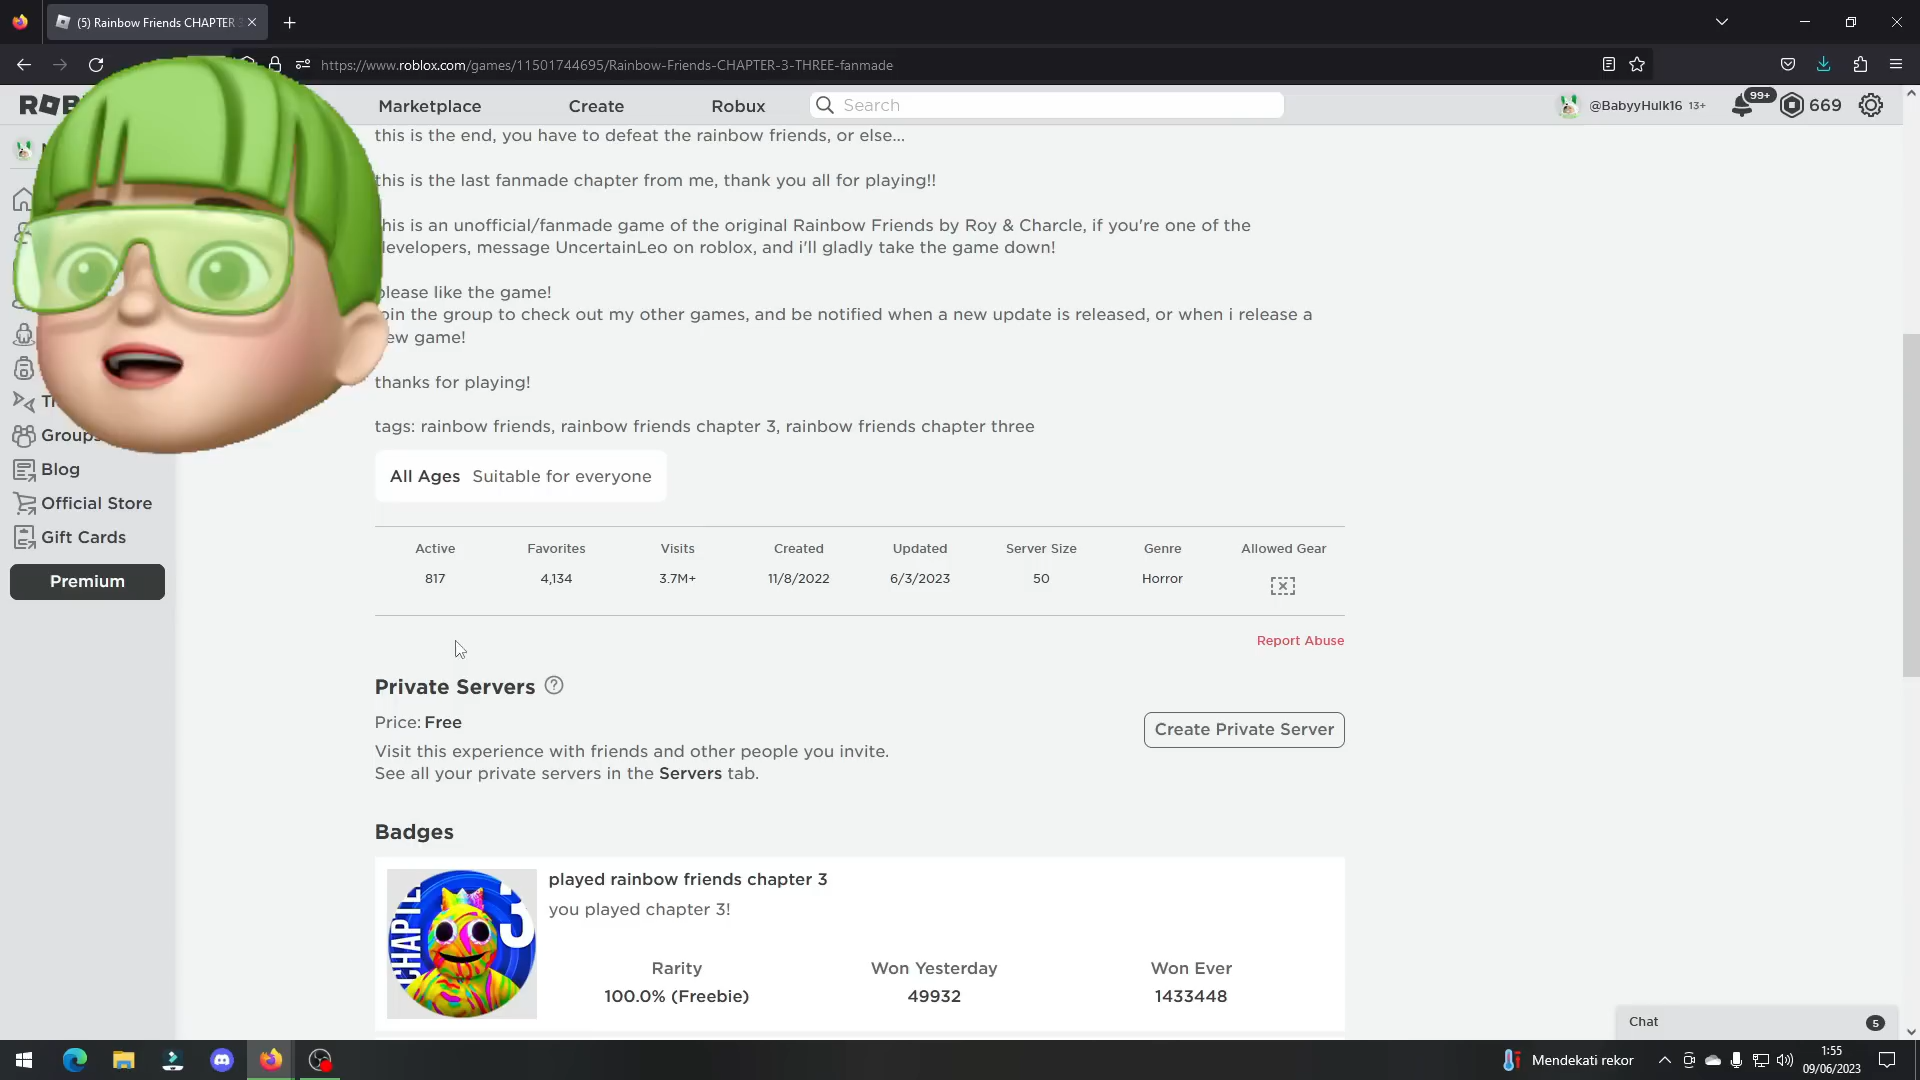 (5) Rainbow Friends CHAPTER 3
https://www.roblox.com/games/11501744695/Rainbow-Friends-CHAPTER-3-THREE-fanmade
Marketplace
Create
Robux
Search
@BabyyHulk16 13+
99+
669
this is the end, you have to defeat the rainbow friends, or else...
this is the last fanmade chapter from me, thank you all for playing!!
this is an unofficial/fanmade game of the original Rainbow Friends by Roy & Charcle, if you're one of the
developers, message UncertainLeo on roblox, and i'll gladly take the game down!
please like the game!
join the group to check out my other games, and be notified when a new update is released, or when i release a
new game!
thanks for playing!
tags: rainbow friends, rainbow friends chapter 3, rainbow friends chapter three
Groups
Blog
Official Store
Gift Cards
Premium
All Ages Suitable for everyone
Active Favorites Visits Created Updated Server Size Genre Allowed Gear
817 4,134 3.7M+ 11/8/2022 6/3/2023 50 Horror
Report Abuse
Private Servers
Price: Free
Create Private Server
Visit this experience with friends and other people you invite.
See all your private servers in the Servers tab.
Badges
CHAPTE 3
played rainbow friends chapter 3
you played chapter 3!
Rarity Won Yesterday Won Ever
100.0% (Freebie) 49932 1433448
Chat 5
Mendekati rekor
1:55
09/06/2023